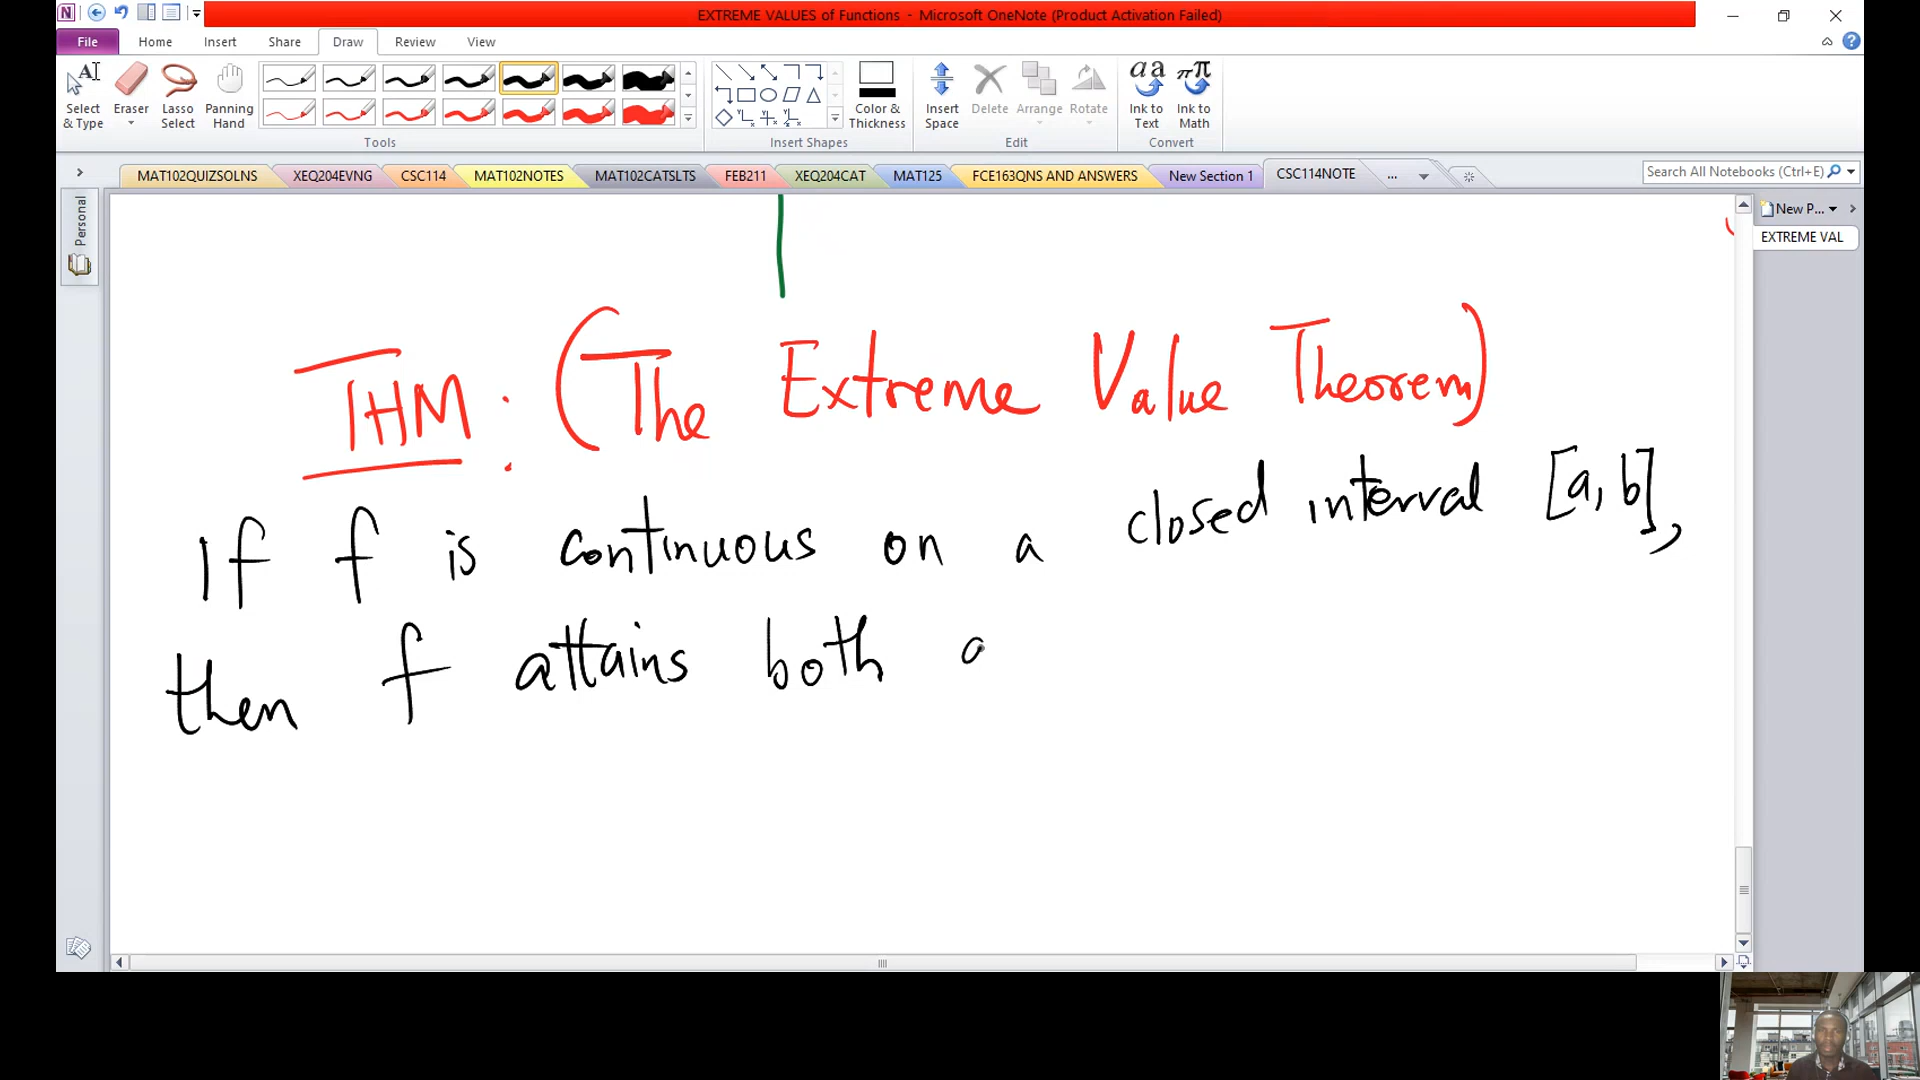 EXTREME VALUES of Functions - Microsoft OneNote (Product Activation Failed)
File Home Insert Share Draw Review View
Select & Type
Eraser
Lasso Select
Panning Hand
Color & Thickness
Insert Space
Delete
Arrange
Rotate
Ink to Text
Ink to Math
Tools
Insert Shapes
Edit
Convert
MAT102QUIZSOLNS XEQ204EVNG CSC114 MAT102NOTES MAT102CATSLTS FEB211 XEQ204CAT MAT125 FCE163QNS AND ANSWERS New Section 1 CSC114NOTE ...
Search All Notebooks (Ctrl+E)
Personal
New P...
EXTREME VAL
THM : (The Extreme Value Theorem)
If f is continuous on a closed interval [a, b],
then f attains both a